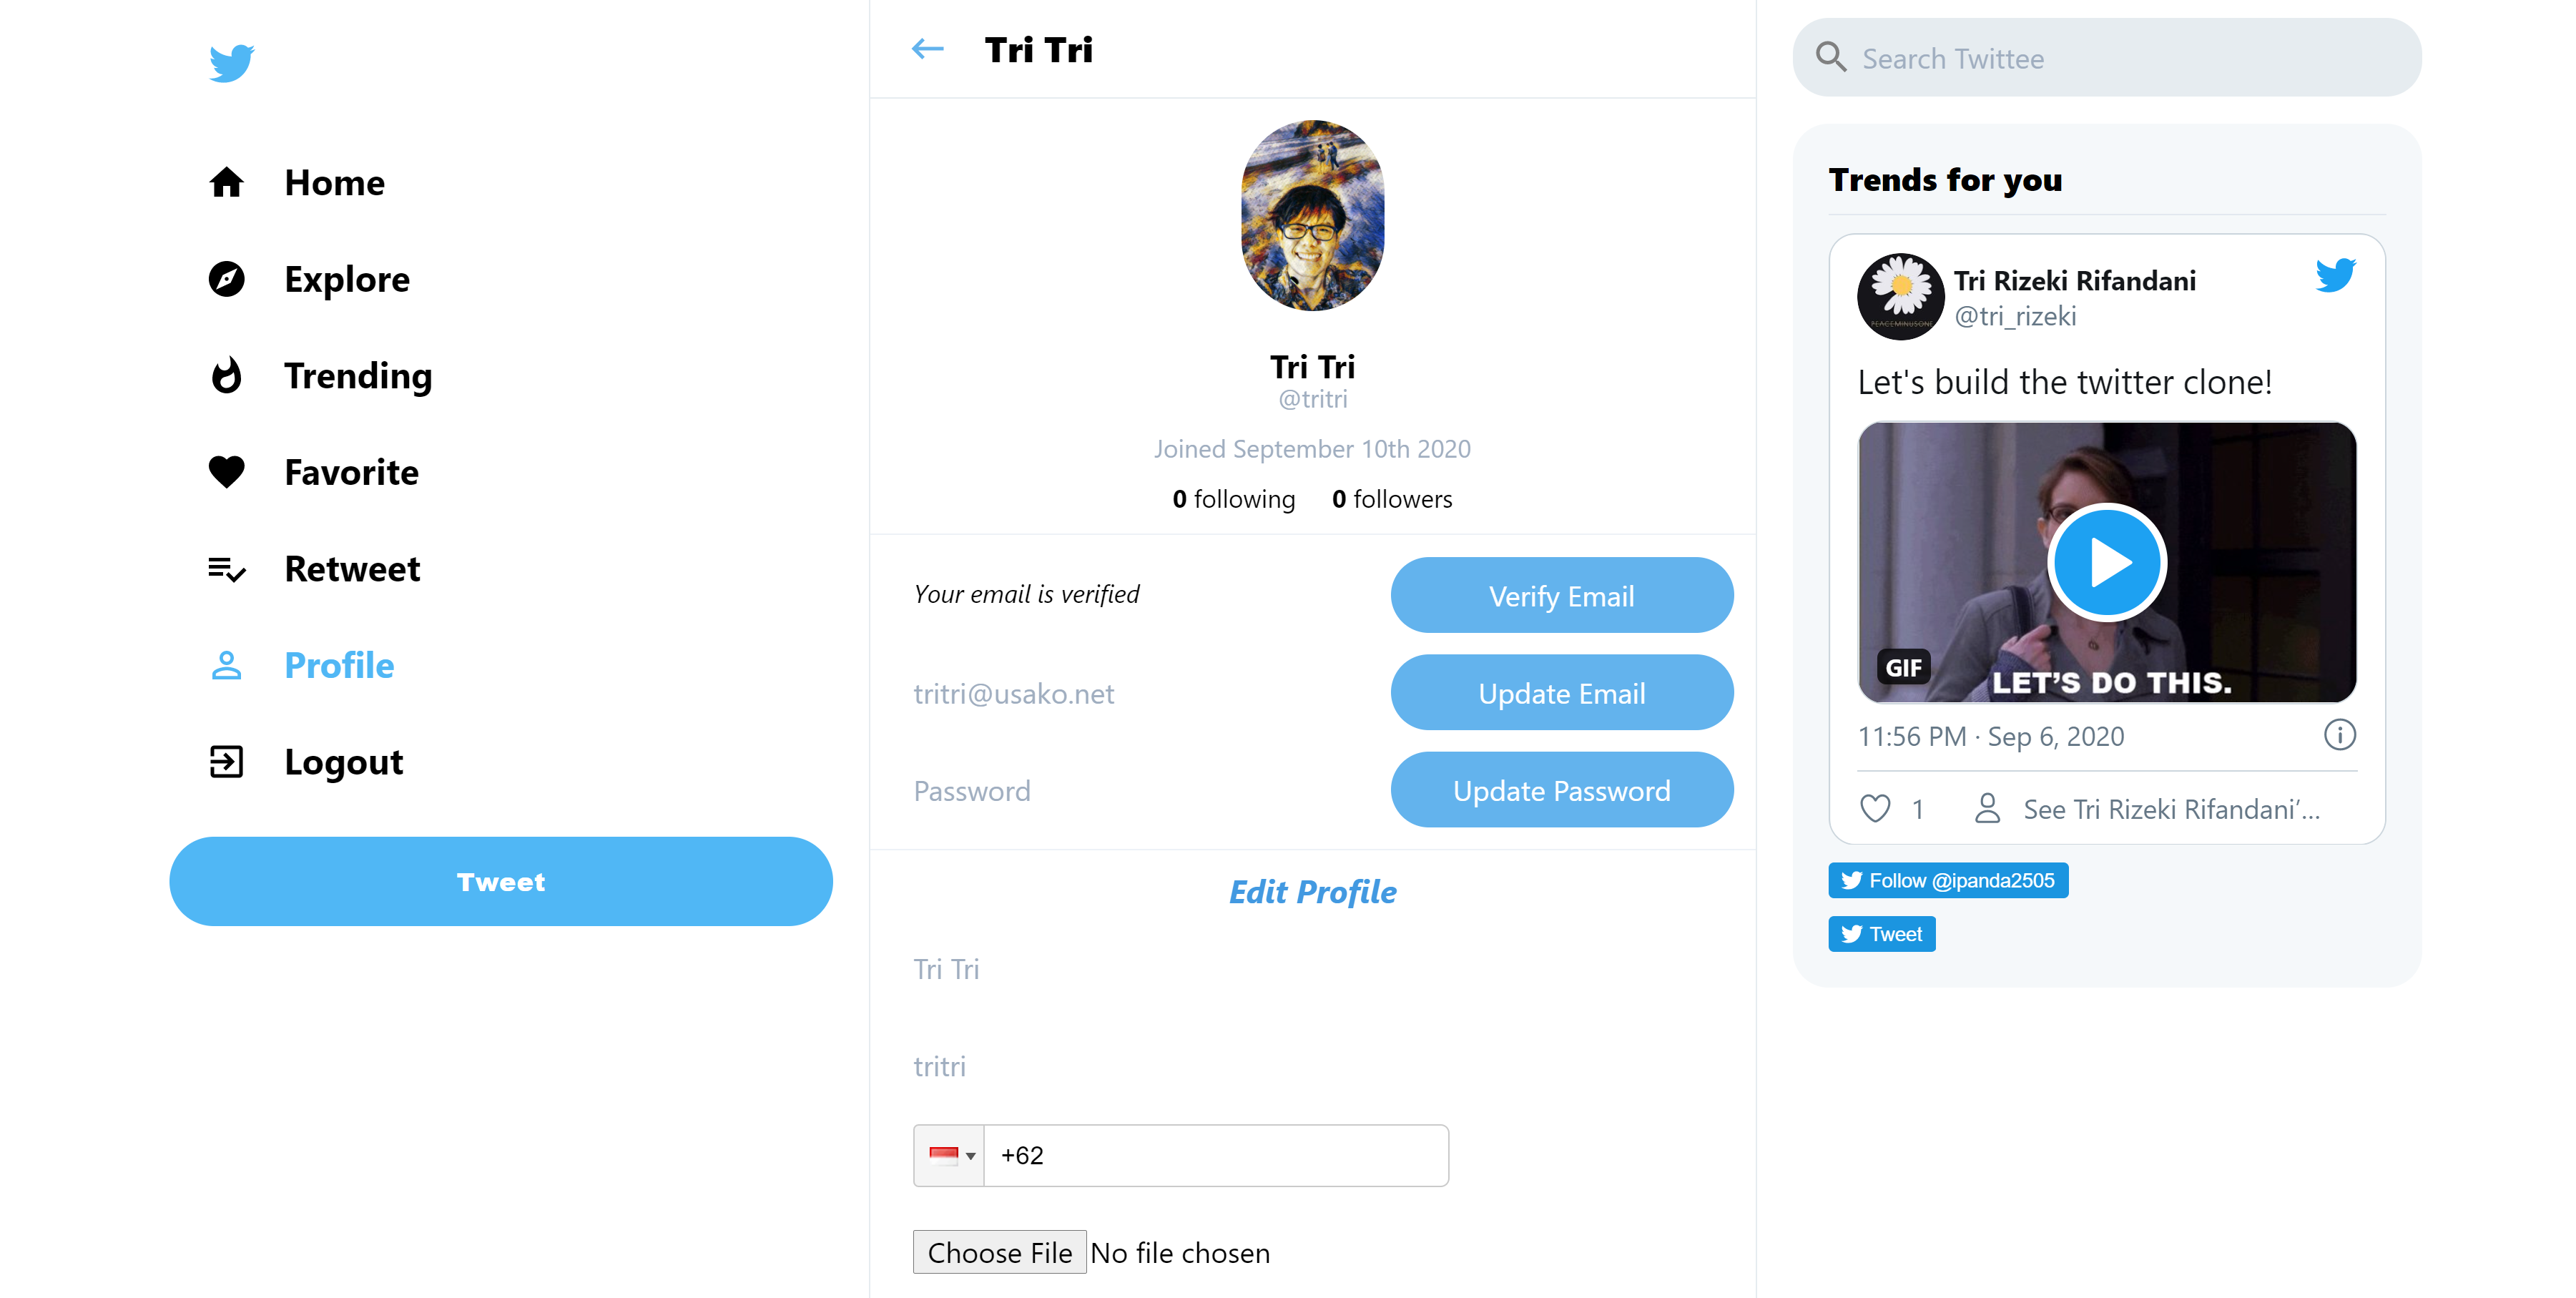 Home
Explore
Trending
Favorite
Retweet
Profile
Logout
Tweet
Tri Tri
Tri Tri
@tritri
Joined September 10th 2020
0 following 0 followers
Your email is verified
Verify Email
tritri@usako.net
Update Email
Password
Update Password
Edit Profile
Tri Tri
tritri
+62
Choose File No file chosen
Search Twittee
Trends for you
PEACEMINUSONE
Tri Rizeki Rifandani
@tri_rizeki
Let's build the twitter clone!
GIF
LET'S DO THIS.
11:56 PM · Sep 6, 2020
1
See Tri Rizeki Rifandani’...
Follow @ipanda2505
Tweet